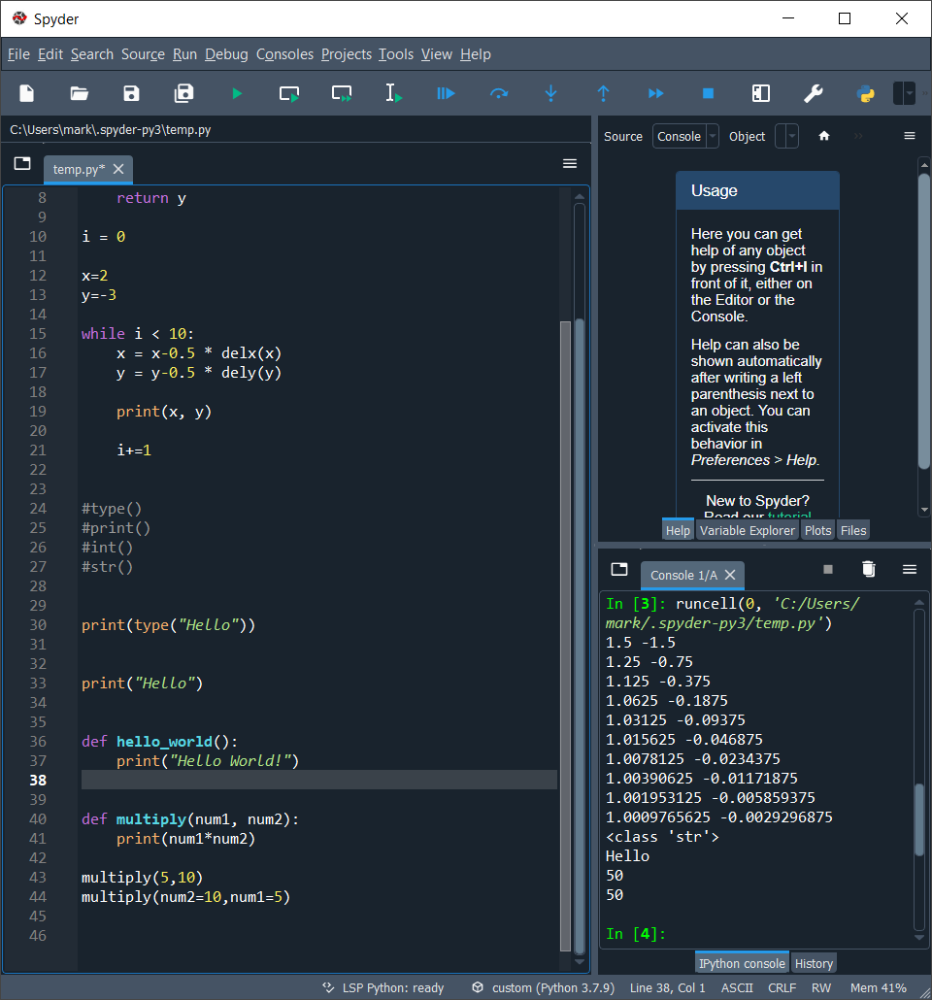 Spyder
File Edit Search Source Run Debug Consoles Projects Tools View Help
C:\Users\mark\.spyder-py3\temp.py
temp.py*
8     return y
9
10 i = 0
11
12 x=2
13 y=-3
14
15 while i < 10:
16     x = x-0.5 * delx(x)
17     y = y-0.5 * dely(y)
18
19     print(x, y)
20
21     i+=1
22
23
24 #type()
25 #print()
26 #int()
27 #str()
28
29
30 print(type("Hello"))
31
32
33 print("Hello")
34
35
36 def hello_world():
37     print("Hello World!")
38
39
40 def multiply(num1, num2):
41     print(num1*num2)
42
43 multiply(5,10)
44 multiply(num2=10,num1=5)
45
46
Source Console Object
Usage
Here you can get
help of any object
by pressing Ctrl+I in
front of it, either on
the Editor or the
Console.
Help can also be
shown automatically
after writing a left
parenthesis next to
an object. You can
activate this
behavior in
Preferences > Help.
New to Spyder?
Read our tutorial
Help Variable Explorer Plots Files
Console 1/A
In [3]: runcell(0, 'C:/Users/
mark/.spyder-py3/temp.py')
1.5 -1.5
1.25 -0.75
1.125 -0.375
1.0625 -0.1875
1.03125 -0.09375
1.015625 -0.046875
1.0078125 -0.0234375
1.00390625 -0.01171875
1.001953125 -0.005859375
1.0009765625 -0.0029296875
<class 'str'>
Hello
50
50
In [4]:
IPython console History
LSP Python: ready custom (Python 3.7.9) Line 38, Col 1 ASCII CRLF RW Mem 41%